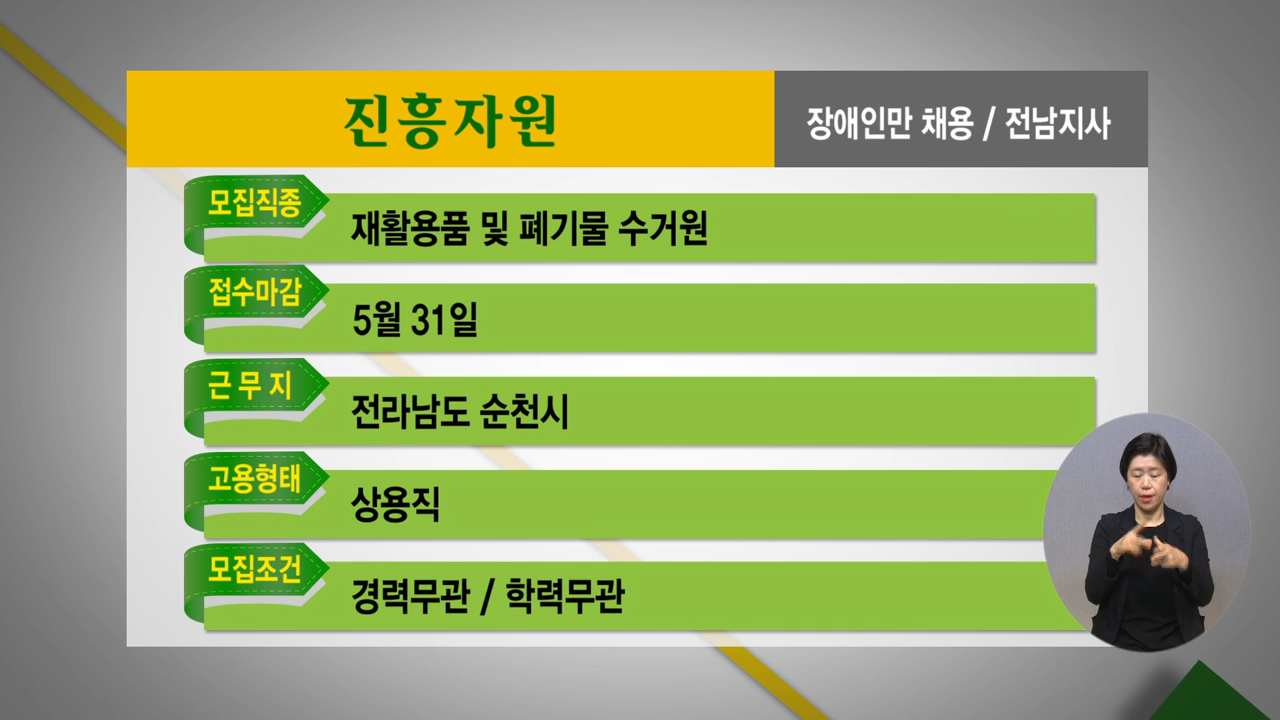 진흥자원
장애인만 채용 / 전남지사
모집직종
재활용품 및 폐기물 수거원
접수마감
5월 31일
근 무 지
전라남도 순천시
고용형태
상용직
모집조건
경력무관 / 학력무관